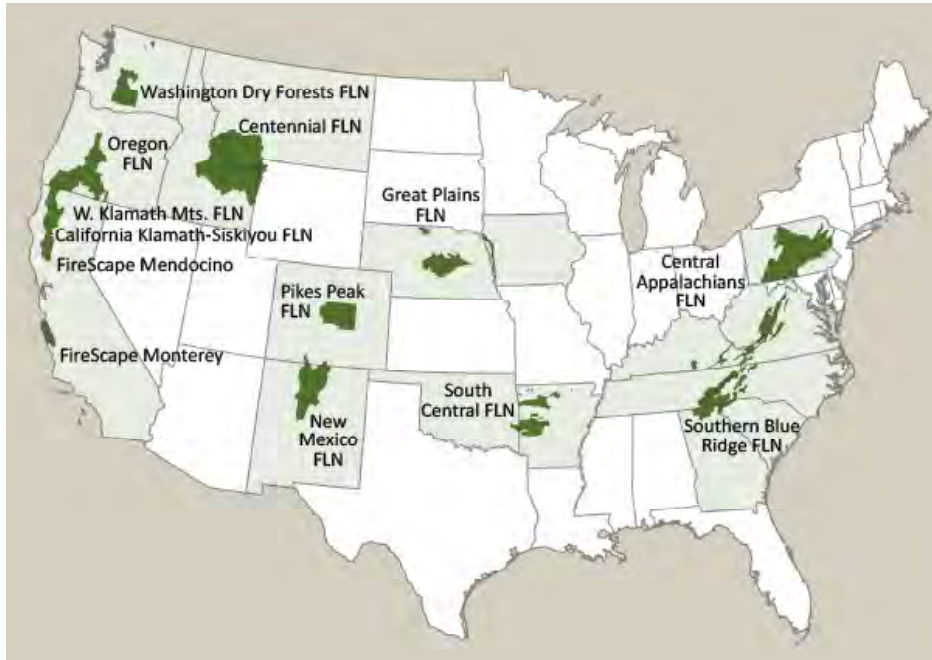 Washington Dry Forests FLN
Centennial FLN
Oregon
FLN
Great Plains
FLN
W. Klamath Mts. FLN
California Klamath-Siskiyou FLN
FireScape Mendocino
Central
Appalachians
FLN
Pikes Peak
FLN
FireScape Monterey
South
Central FLN
New
Mexico
FLN
Southern Blue
Ridge FLN